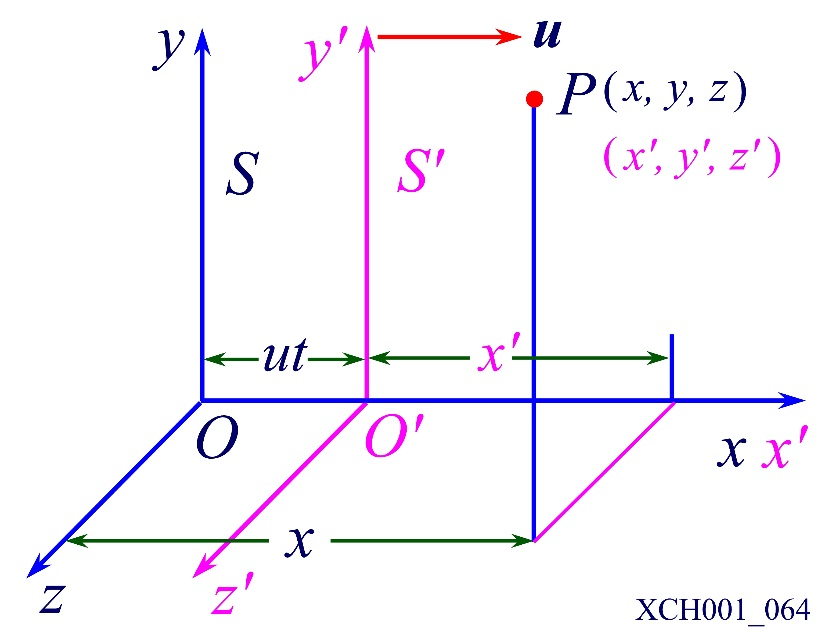 y
y′
u
P(x, y, z)
(x′, y′, z′)
S
S′
ut
x′
O
O′
x x′
x
z
z′
XCH001_064